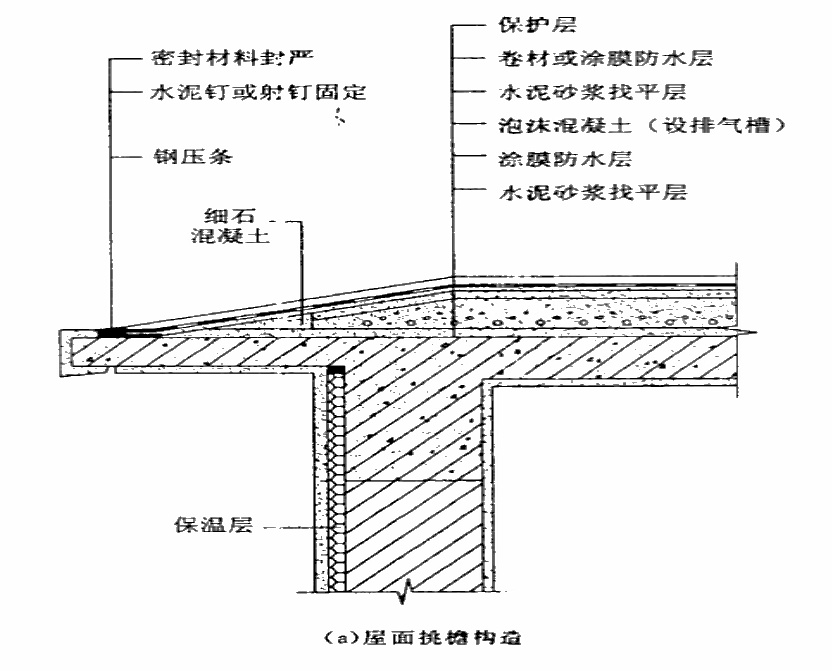 密封材料封严
水泥钉或射钉固定
钢压条
细石
混凝土
保护层
卷材或涂膜防水层
水泥砂浆找平层
泡沫混凝土（设排气槽）
涂膜防水层
水泥砂浆找平层
保温层
(a)屋面挑檐构造